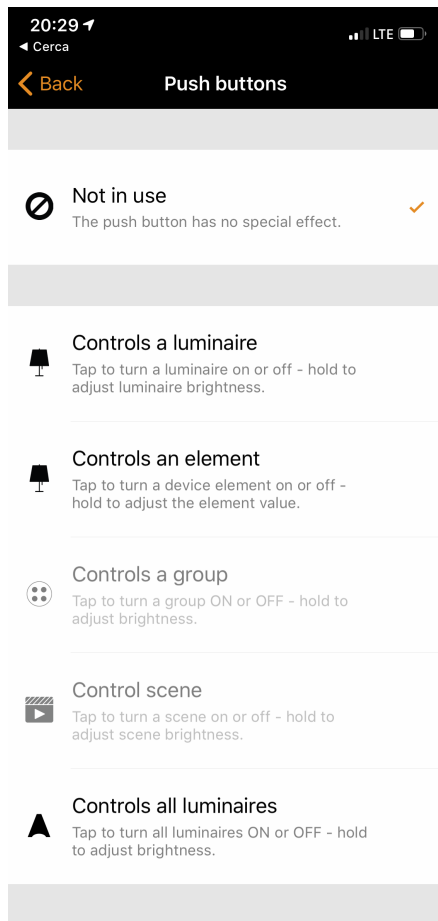 20:29
◀ Cerca
LTE
Back
Push buttons
Not in use
The push button has no special effect.
Controls a luminaire
Tap to turn a luminaire on or off - hold to
adjust luminaire brightness.
Controls an element
Tap to turn a device element on or off -
hold to adjust the element value.
Controls a group
Tap to turn a group ON or OFF - hold to
adjust brightness.
Control scene
Tap to turn a scene on or off - hold to
adjust scene brightness.
Controls all luminaires
Tap to turn all luminaires ON or OFF - hold
to adjust brightness.